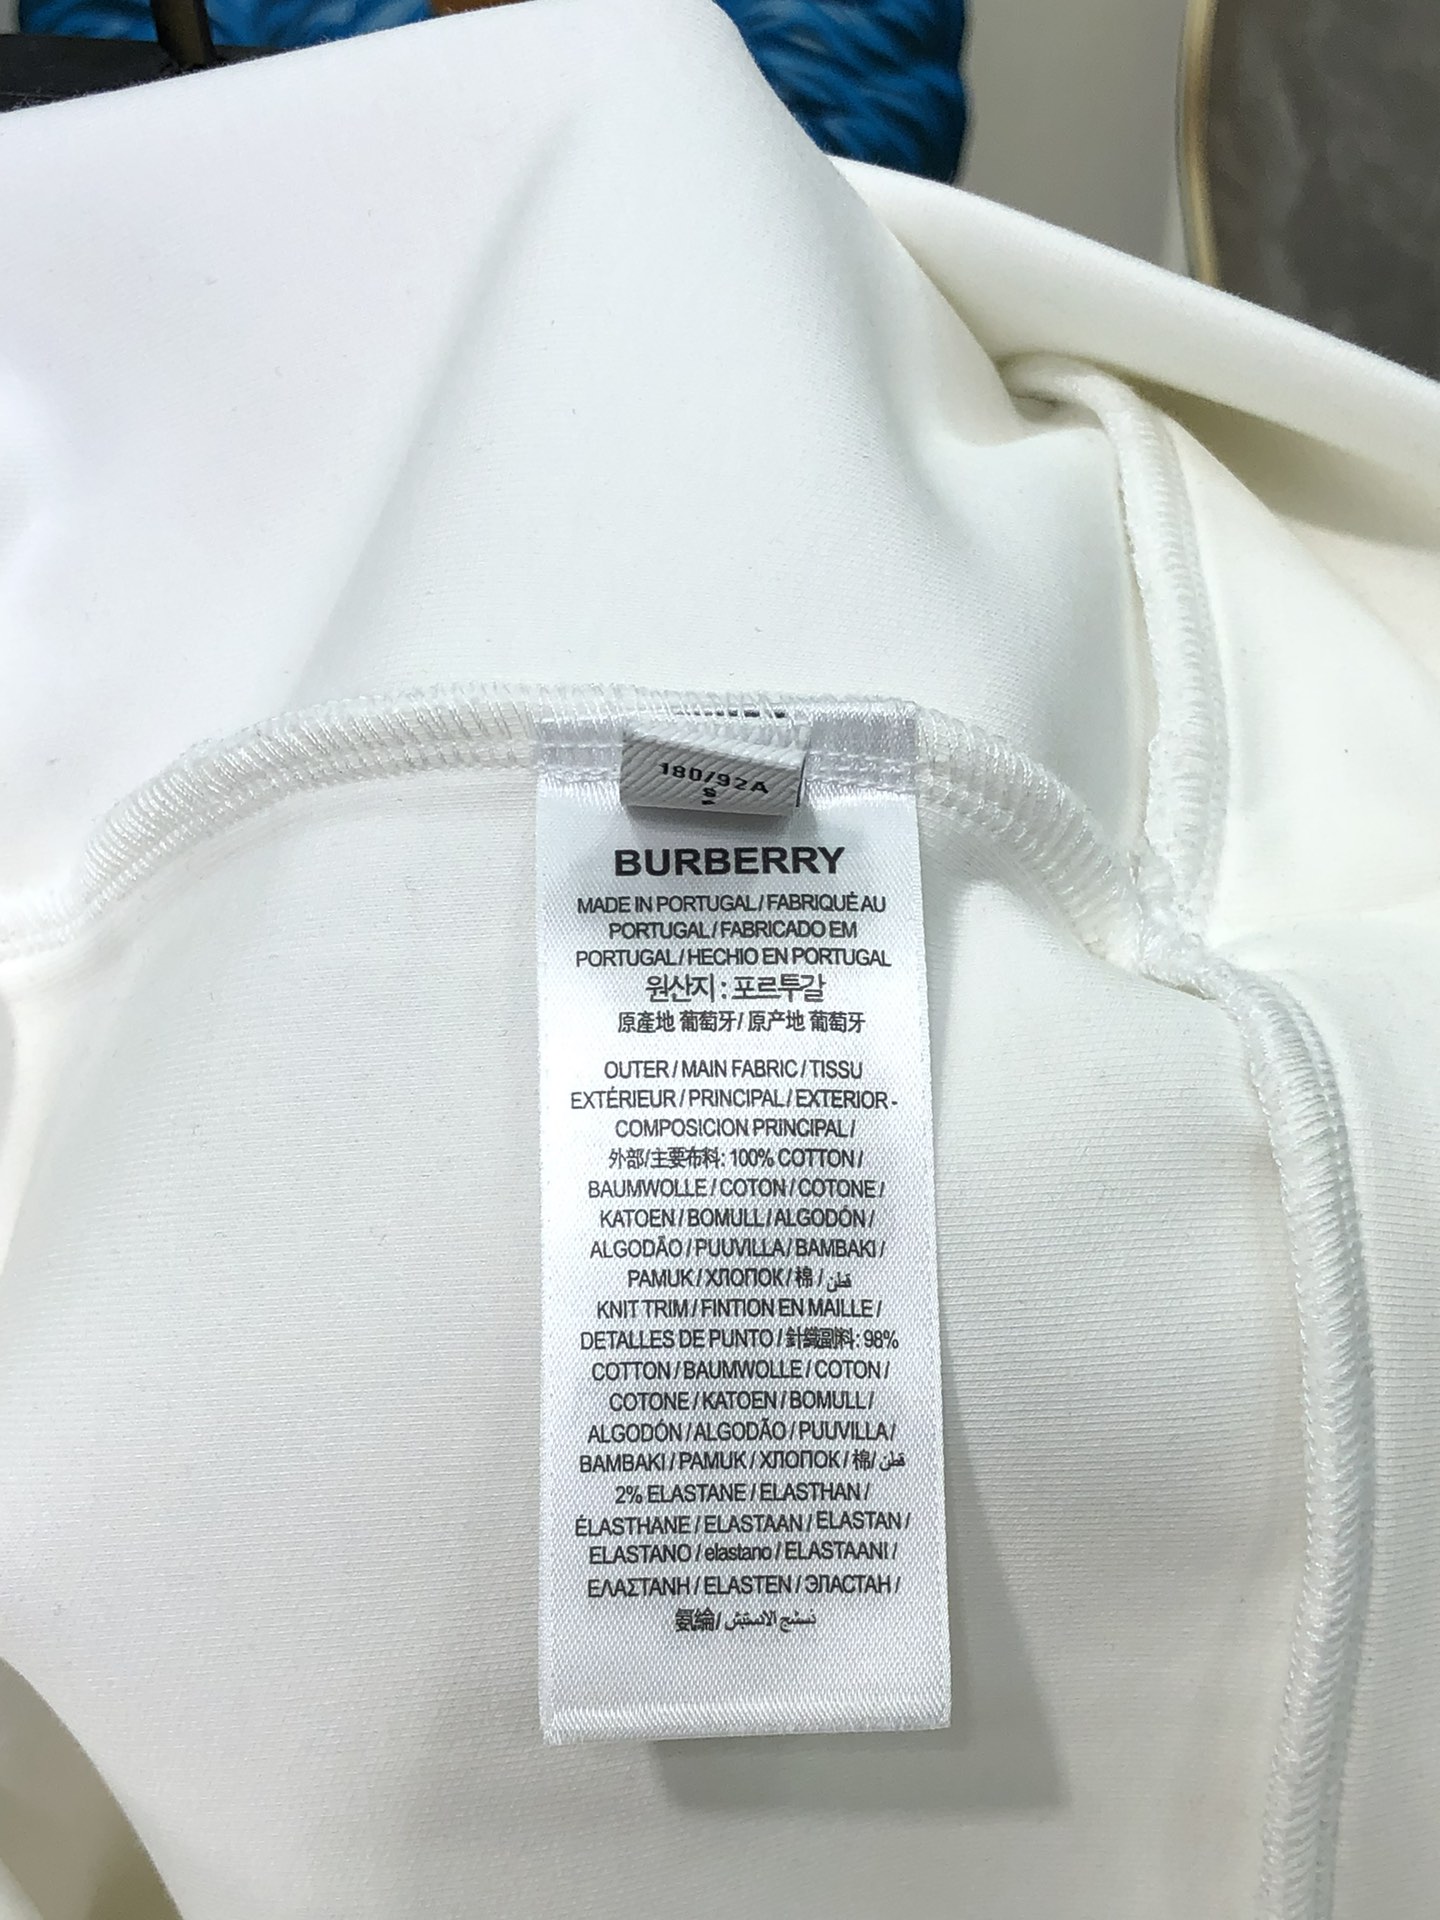 180/92A
S
BURBERRY
MADE IN PORTUGAL / FABRIQUÉ AU
PORTUGAL / FABRICADO EM
PORTUGAL / HECHIO EN PORTUGAL
원산지 : 포르투갈
原產地 葡萄牙 / 原产地 葡萄牙
OUTER / MAIN FABRIC / TISSU
EXTÉRIEUR / PRINCIPAL / EXTERIOR -
COMPOSICION PRINCIPAL /
外部/主要布料: 100% COTTON /
BAUMWOLLE / COTON / COTONE /
KATOEN / BOMULL / ALGODÓN /
ALGODÃO / PUUVILLA / BAMBAKI /
PAMUK / ХЛОПОК / 棉 / قطن
KNIT TRIM / FINTION EN MAILLE /
DETALLES DE PUNTO / 針織副料: 98%
COTTON / BAUMWOLLE / COTON /
COTONE / KATOEN / BOMULL /
ALGODÓN / ALGODÃO / PUUVILLA /
BAMBAKI / PAMUK / ХЛОПОК / 棉/ قطن
2% ELASTANE / ELASTHAN /
ÉLASTHANE / ELASTAAN / ELASTAN /
ELASTANO / elastano / ELASTAANI /
ΕΛΑΣΤΑΝΗ / ELASTEN / ЭЛАСТАН /
氨綸/